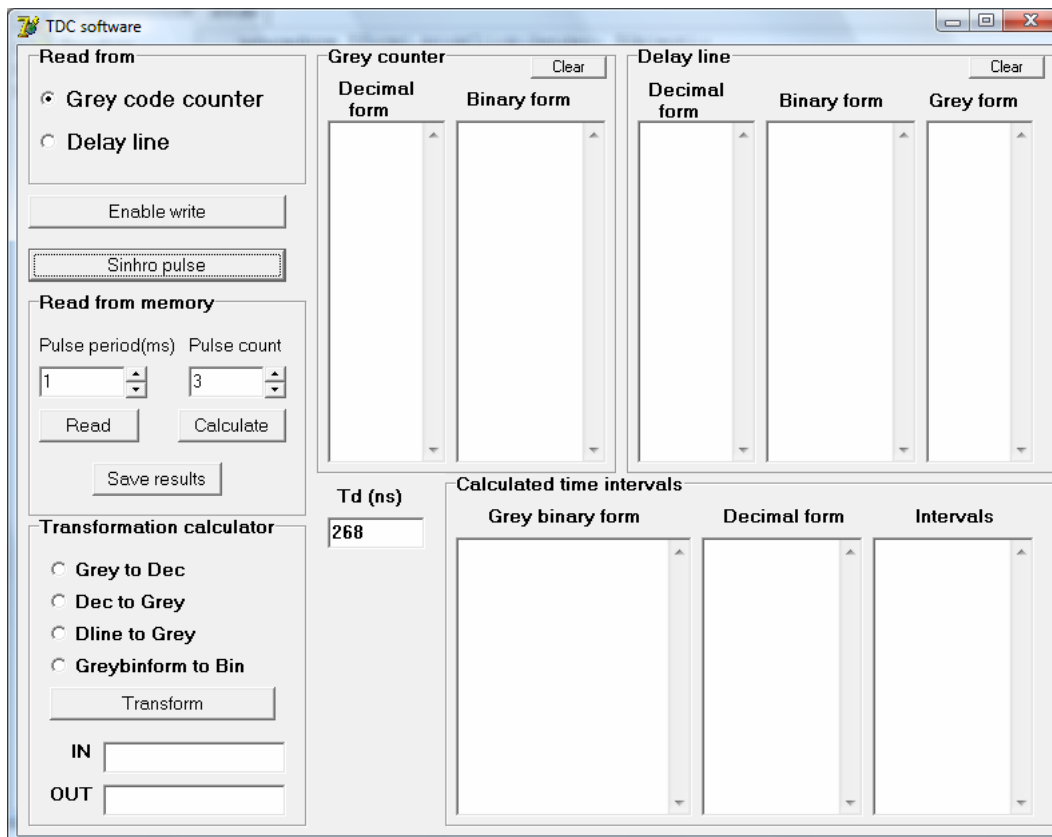 TDC software
Read from
Grey code counter
Delay line
Enable write
Sinhro pulse
Read from memory
Pulse period(ms) Pulse count
1 3
Read Calculate
Save results
Transformation calculator
Grey to Dec
Dec to Grey
Dline to Grey
Greybinform to Bin
Transform
IN
OUT
Grey counter
Clear
Decimal
form
Binary form
Delay line
Clear
Decimal
form
Binary form
Grey form
Td (ns)
268
Calculated time intervals
Grey binary form Decimal form Intervals